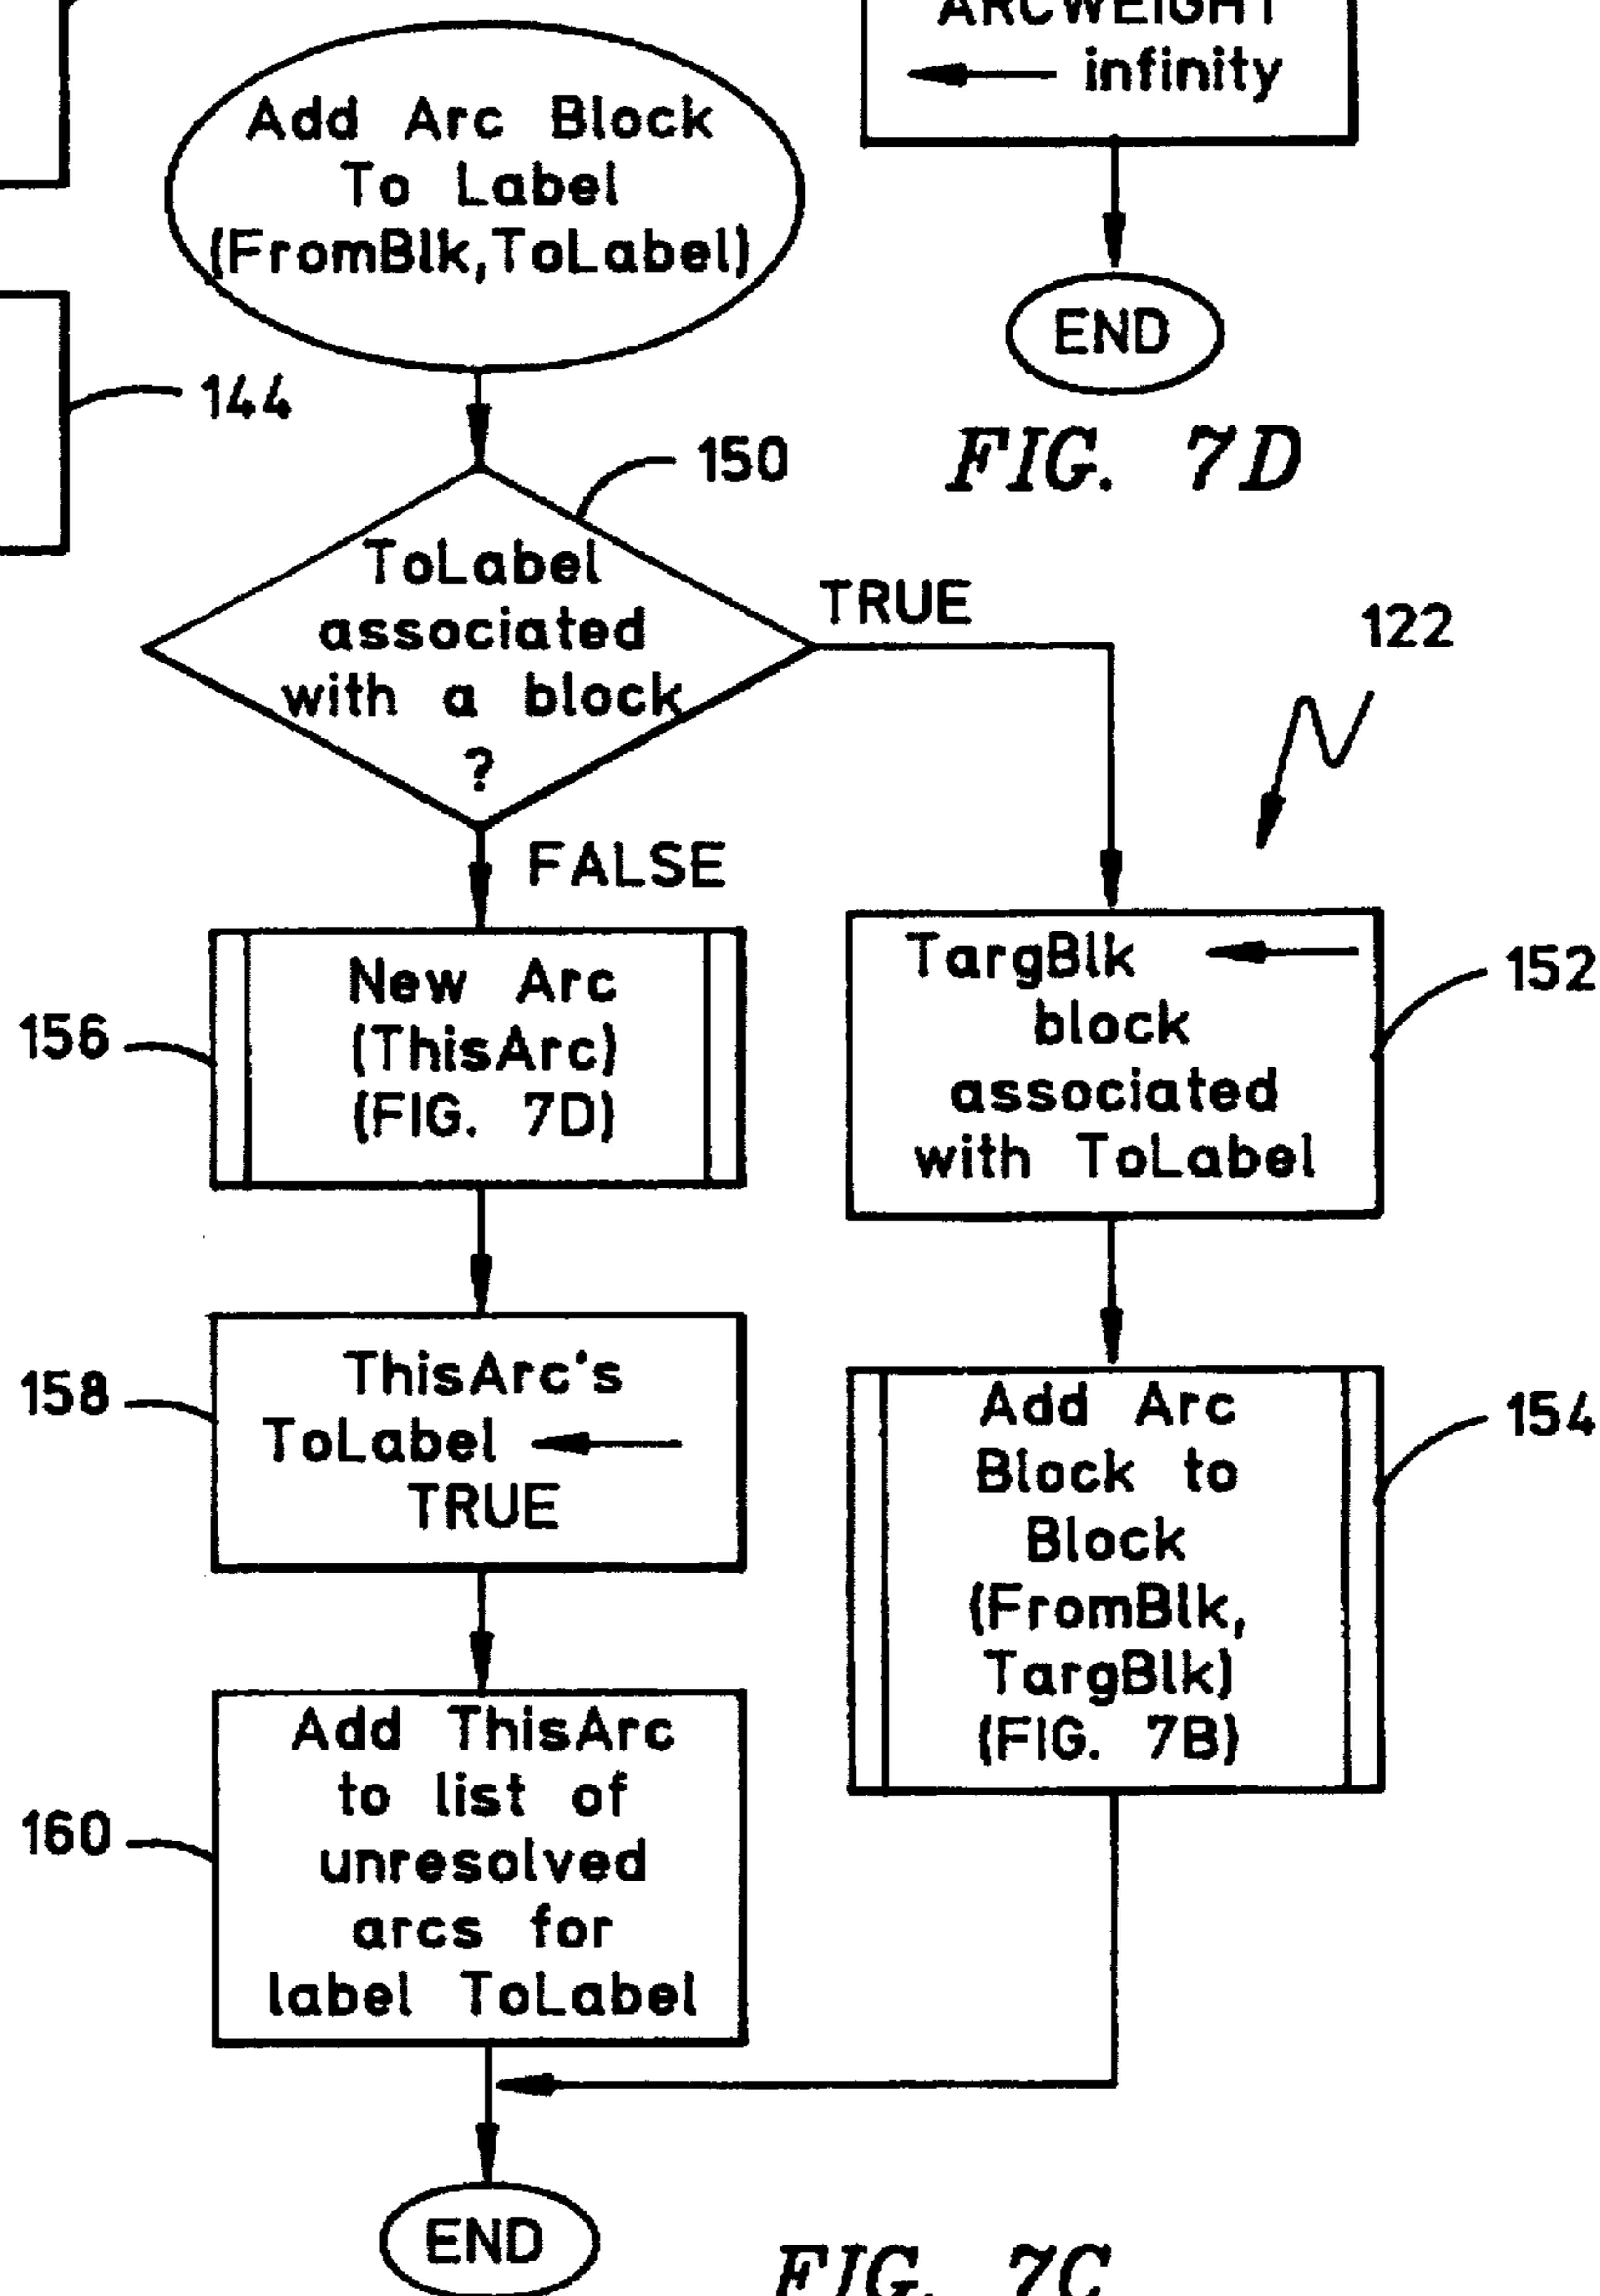 Add Arc Block
To Label
(FromBlk,ToLabel)
ARCWEIGHT
infinity
END
FIG. 7D
144
150
ToLabel
associated
with a block
?
TRUE
122
FALSE
New Arc
(ThisArc)
(FIG. 7D)
156
TargBlk
block
associated
with ToLabel
152
ThisArc's
ToLabel
TRUE
158
Add Arc
Block to
Block
(FromBlk,
TargBlk)
(FIG. 7B)
154
Add ThisArc
to list of
unresolved
arcs for
label ToLabel
160
END
FIG. 7C